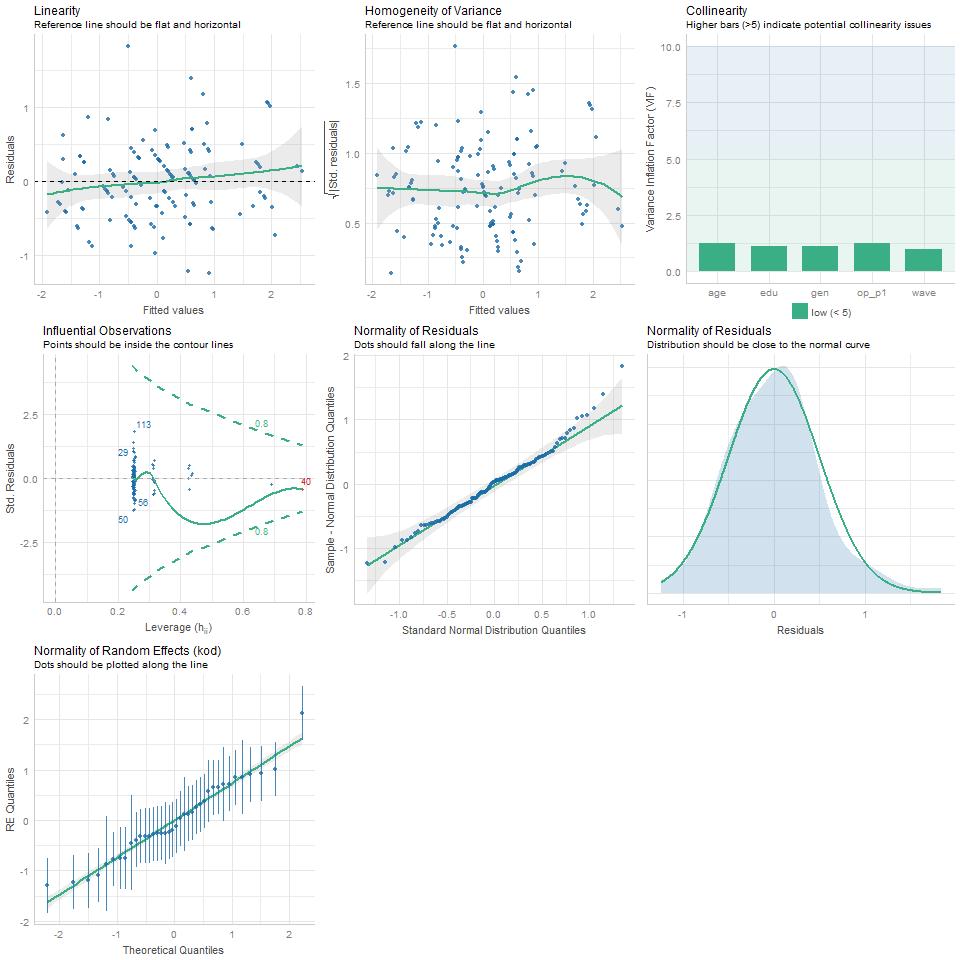 Linearity
Reference line should be flat and horizontal
Residuals
1
0
-1
-2
-1
0
1
2
Fitted values
Homogeneity of Variance
Reference line should be flat and horizontal
√|Std. residuals|
1.5
1.0
0.5
-2
-1
0
1
2
Fitted values
Collinearity
Higher bars (>5) indicate potential collinearity issues
Variance Inflation Factor (VIF)
10.0
7.5
5.0
2.5
0.0
age
edu
gen
op_p1
wave
low (< 5)
Influential Observations
Points should be inside the contour lines
Std. Residuals
2.5
0.0
-2.5
113
29
56
50
40
0.8
0.8
0.0
0.2
0.4
0.6
0.8
Leverage (hii)
Normality of Residuals
Dots should fall along the line
Sample - Normal Distribution Quantiles
2
1
0
-1
-1.0
-0.5
0.0
0.5
1.0
Standard Normal Distribution Quantiles
Normality of Residuals
Distribution should be close to the normal curve
-1
0
1
Residuals
Normality of Random Effects (kod)
Dots should be plotted along the line
RE Quantiles
2
1
0
-1
-2
-2
-1
0
1
2
Theoretical Quantiles